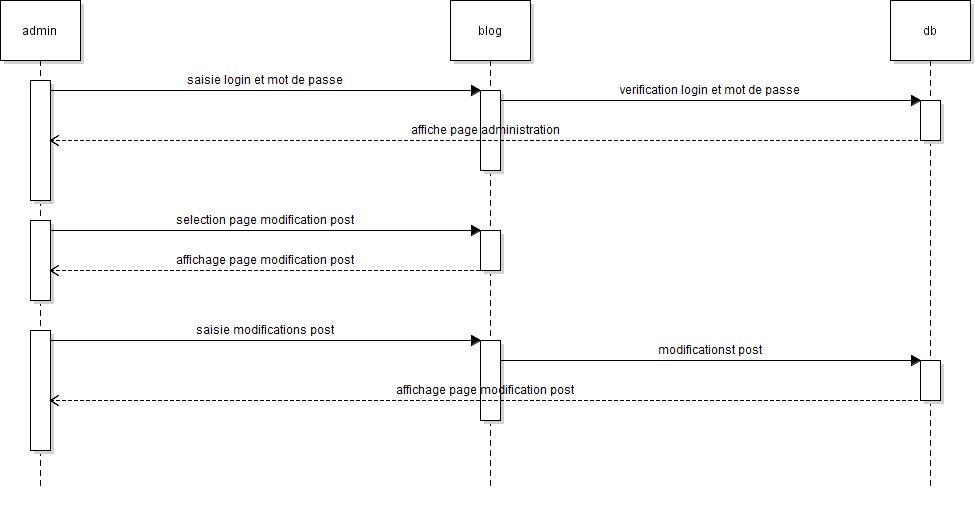 admin
blog
db
saisie login et mot de passe
verification login et mot de passe
affiche page administration
selection page modification post
affichage page modification post
saisie modifications post
modificationst post
affichage page modification post